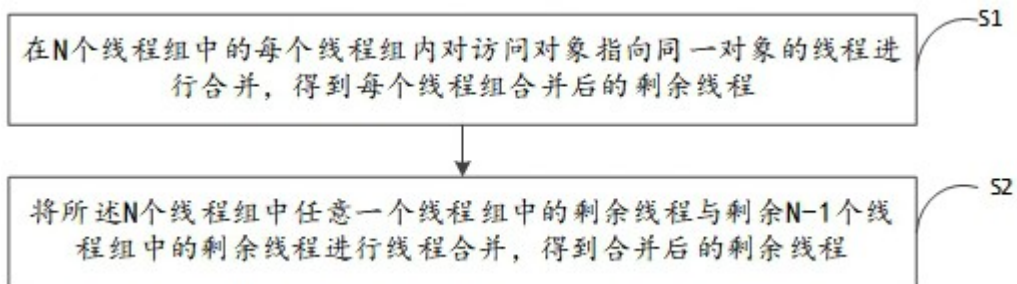 在N个线程组中的每个线程组内对访问对象指向同一对象的线程进
行合并，得到每个线程组合并后的剩余线程
S1
将所述N个线程组中任意一个线程组中的剩余线程与剩余N-1个线
程组中的剩余线程进行线程合并，得到合并后的剩余线程
S2